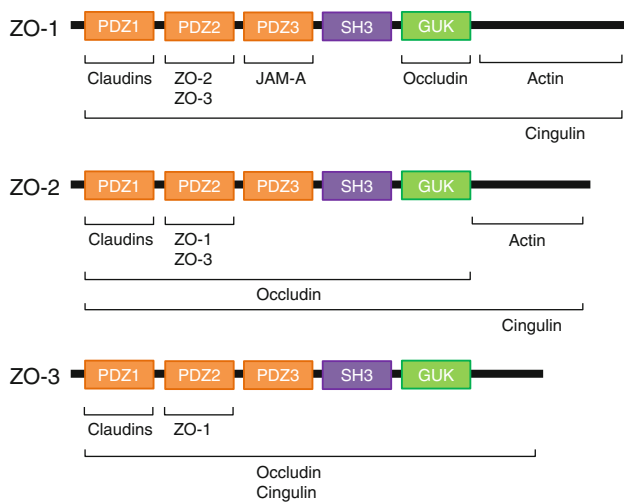 ZO-1 PDZ1 PDZ2 PDZ3 SH3 GUK
Claudins ZO-2 JAM-A Occludin Actin
ZO-3
Cingulin
ZO-2 PDZ1 PDZ2 PDZ3 SH3 GUK
Claudins ZO-1 Actin
ZO-3
Occludin
Cingulin
ZO-3 PDZ1 PDZ2 PDZ3 SH3 GUK
Claudins ZO-1
Occludin
Cingulin